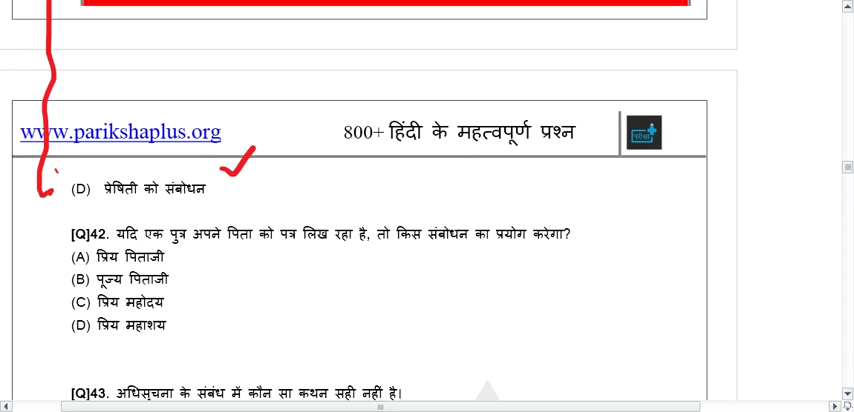 www.parikshaplus.org 800+ हिंदी के महत्वपूर्ण प्रश्न
परीक्षा
(D) प्रेषिती को संबोधन
[Q]42. यदि एक पुत्र अपने पिता को पत्र लिख रहा है, तो किस संबोधन का प्रयोग करेगा?
(A) प्रिय पिताजी
(B) पूज्य पिताजी
(C) प्रिय महोदय
(D) प्रिय महाशय
[Q]43. अधिसूचना के संबंध में कौन सा कथन सही नहीं है।